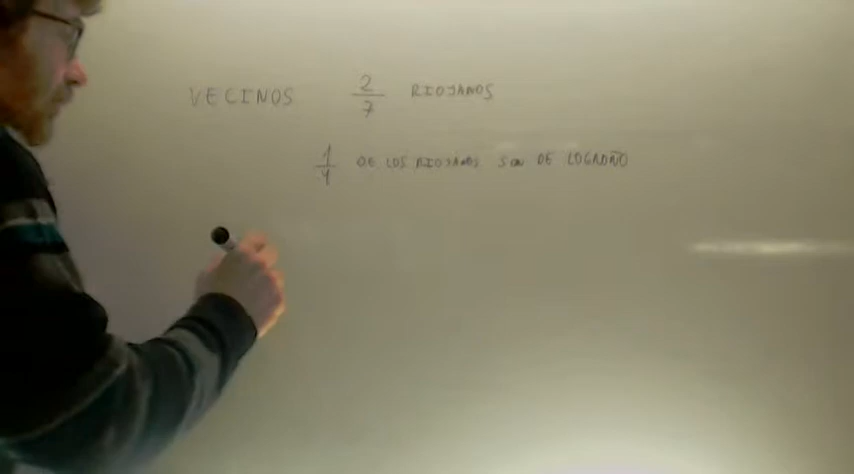 VECINOS 2/7 RIOJANOS
1/4 DE LOS RIOJANOS SON DE LOGROÑO